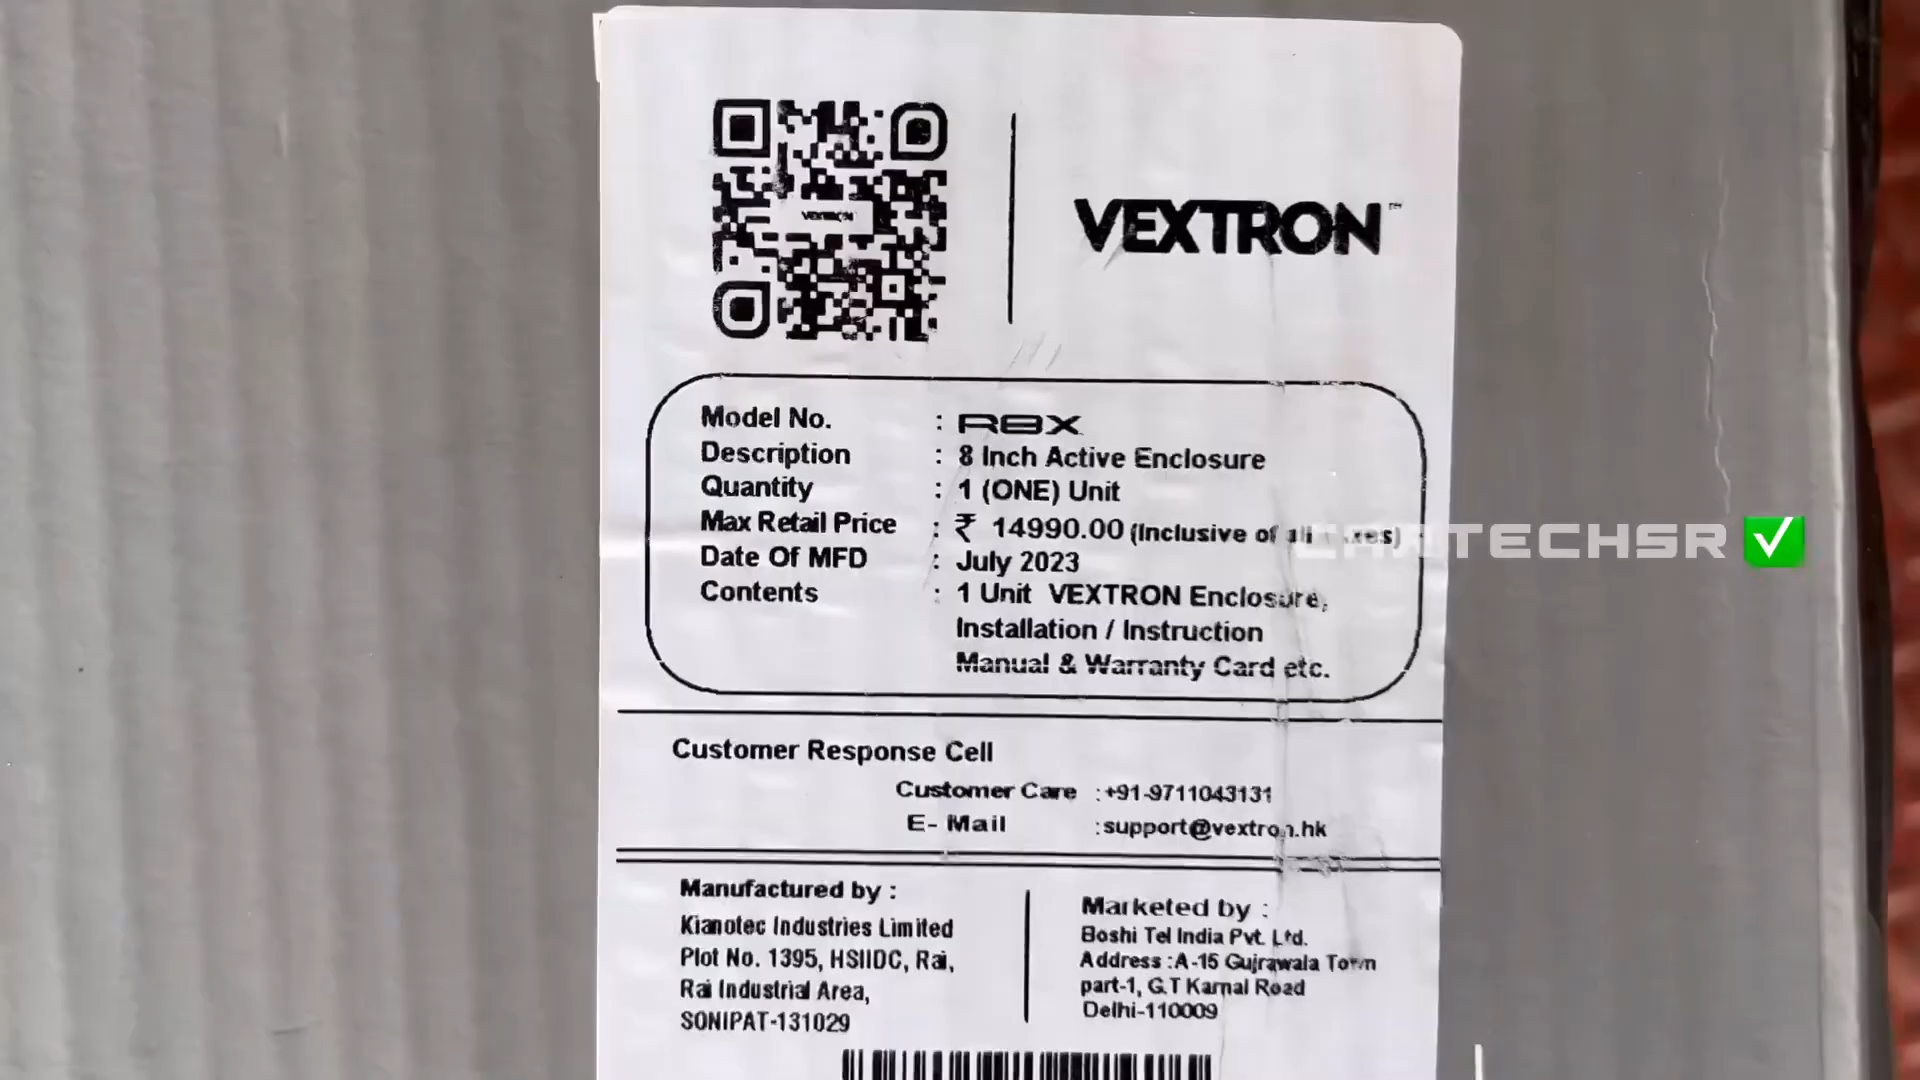 VEXTRON
VEXTRON™
Model No. : R8X
Description : 8 Inch Active Enclosure
Quantity : 1 (ONE) Unit
Max Retail Price : ₹ 14990.00 (Inclusive of all taxes)
Date Of MFD : July 2023
Contents : 1 Unit VEXTRON Enclosure,
Installation / Instruction
Manual & Warranty Card etc.
CARTECHSR ✅
Customer Response Cell
Customer Care :+91-9711043131
E- Mail :support@vextron.hk
Manufactured by :
Kianotec Industries Limited
Plot No. 1395, HSIIDC, Rai,
Rai Industrial Area,
SONIPAT-131029
Marketed by :
Boshi Tel India Pvt. Ltd.
Address :A-15 Gujrawala Town
part-1, G.T Karnal Road
Delhi-110009